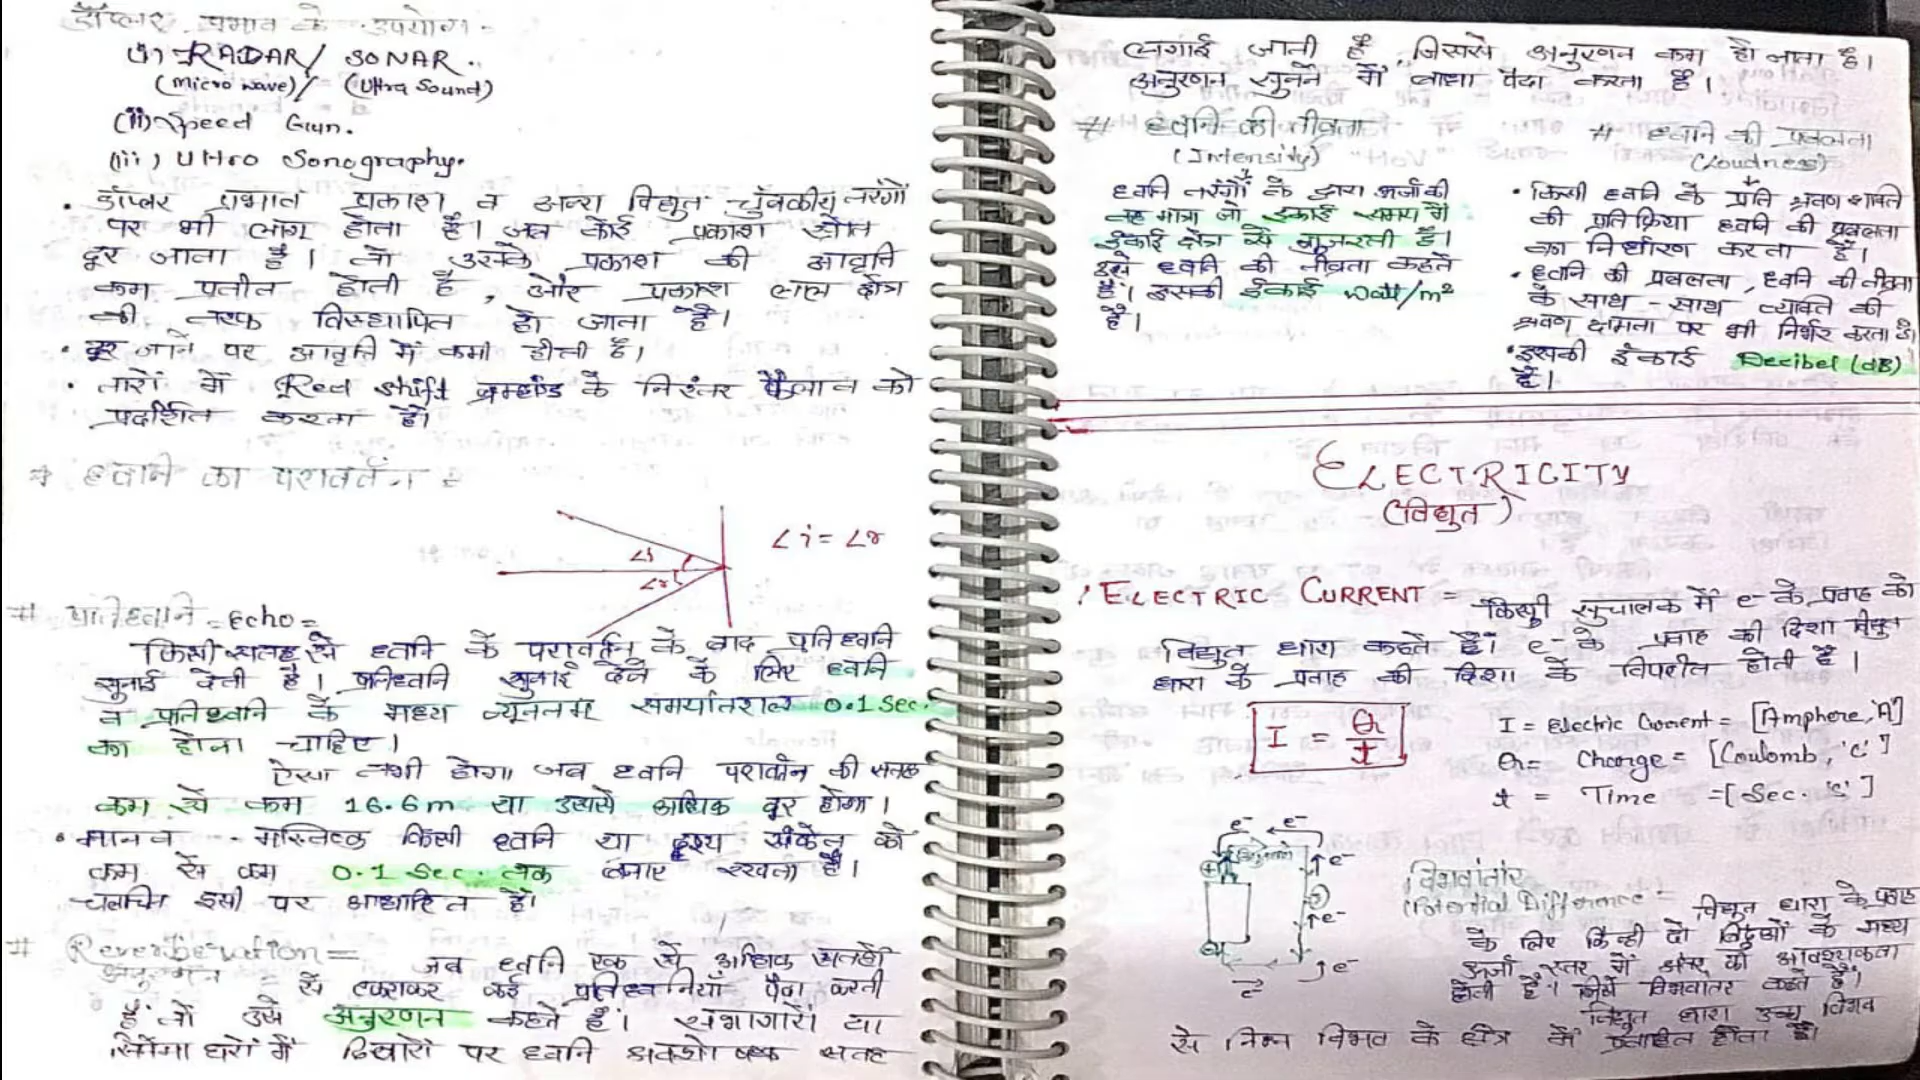 डॉप्लर प्रभाव के उपयोग -
(i) RADAR / SONAR.
(Micro wave) / (Ultra Sound)
(ii) Speed Gun.
(iii) Ultro Sonography.
• डॉप्लर प्रभाव प्रकाश व अन्य विद्युत चुँबकीय तरंगों
पर भी लागू होता है। जब कोई प्रकाश स्रोत
दूर जाता है। तो उसके प्रकाश की आवृत्ति
कम प्रतीत होती है, और प्रकाश लाल क्षेत्र
की तरफ विस्थापित हो जाता है।
• दूर जाने पर आवृत्ति में कमी होती है।
• तारों में Red Shift ब्रम्हांड के निरंतर फैलाव को
प्रदर्शित करता है।
# ध्वनि का परावर्तन =
∠i = ∠r
∠i
∠r
# प्रतिध्वनि = Echo =
किसी सतह से ध्वनि के परावर्तन के बाद प्रतिध्वनि
सुनाई देती है। प्रतिध्वनि सुनाई देने के लिए ध्वनि
व प्रतिध्वनि के मध्य न्यूनतम समयांतराल 0.1 Sec.
का होना चाहिए।
ऐसा तभी होगा जब ध्वनि परावर्तन की सतह
कम से कम 16.6m या उससे अधिक दूर होगा।
• मानव मस्तिष्क किसी ध्वनि या दृश्य संकेत को
कम से कम 0.1 Sec. तक बनाए रखता है।
चलचित्र इसी पर आधारित है।
# Reverberation = जब ध्वनि एक से अधिक सतहों
अनुरणन = से टकराकर कई प्रतिध्वनियाँ पैदा करती
है तो उसे अनुरणन कहते हैं। सभागारों या
सिनेमा घरों में दिवारों पर ध्वनि अवशोषक सतह
लगाई जाती है, जिससे अनुरणन कम हो जाता है।
अनुरणन सुनने में बाधा पैदा करता है।
# ध्वनि की तीव्रता
(Intensity)
ध्वनि तरंगों के द्वारा ऊर्जा की
वह मात्रा जो इकाई समय में
इकाई क्षेत्र से गुजरती है।
उसे ध्वनि की तीव्रता कहते
हैं। इसकी ईकाई Watt/m²
है।
# ध्वनि की प्रबलता
(Loudness)
• किसी ध्वनि के प्रति श्रवण शक्ति
की प्रतिक्रिया ध्वनि की प्रबलता
का निर्धारण करता है।
• ध्वनि की प्रबलता, ध्वनि की तीव्रता
के साथ-साथ व्यक्ति की
श्रवण क्षमता पर भी निर्भर करता है।
• इसकी ईकाई Decibel (dB)
है।
ELECTRICITY
(विद्युत)
ELECTRIC CURRENT = किसी सुचालक में e- के प्रवाह को
विद्युत धारा कहते हैं। e- के प्रवाह की दिशा विद्युत
धारा के प्रवाह की दिशा के विपरीत होती है।
I = Q/t
I = Electric Current = [Amphere, 'A']
Q = Charge = [Coulomb, 'C']
t = Time = [Sec. 'S']
e- e-
e-
e-
e-
विभवांतर
(Potential Difference = विद्युत धारा के प्रवाह
के लिए किन्ही दो बिंदुओं के मध्य
ऊर्जा स्तर में अंतर की आवश्यकता
होती है। जिसे विभवांतर कहते हैं।
विद्युत धारा उच्च विभव
से निम्न विभव के क्षेत्र में प्रवाहित होता है।